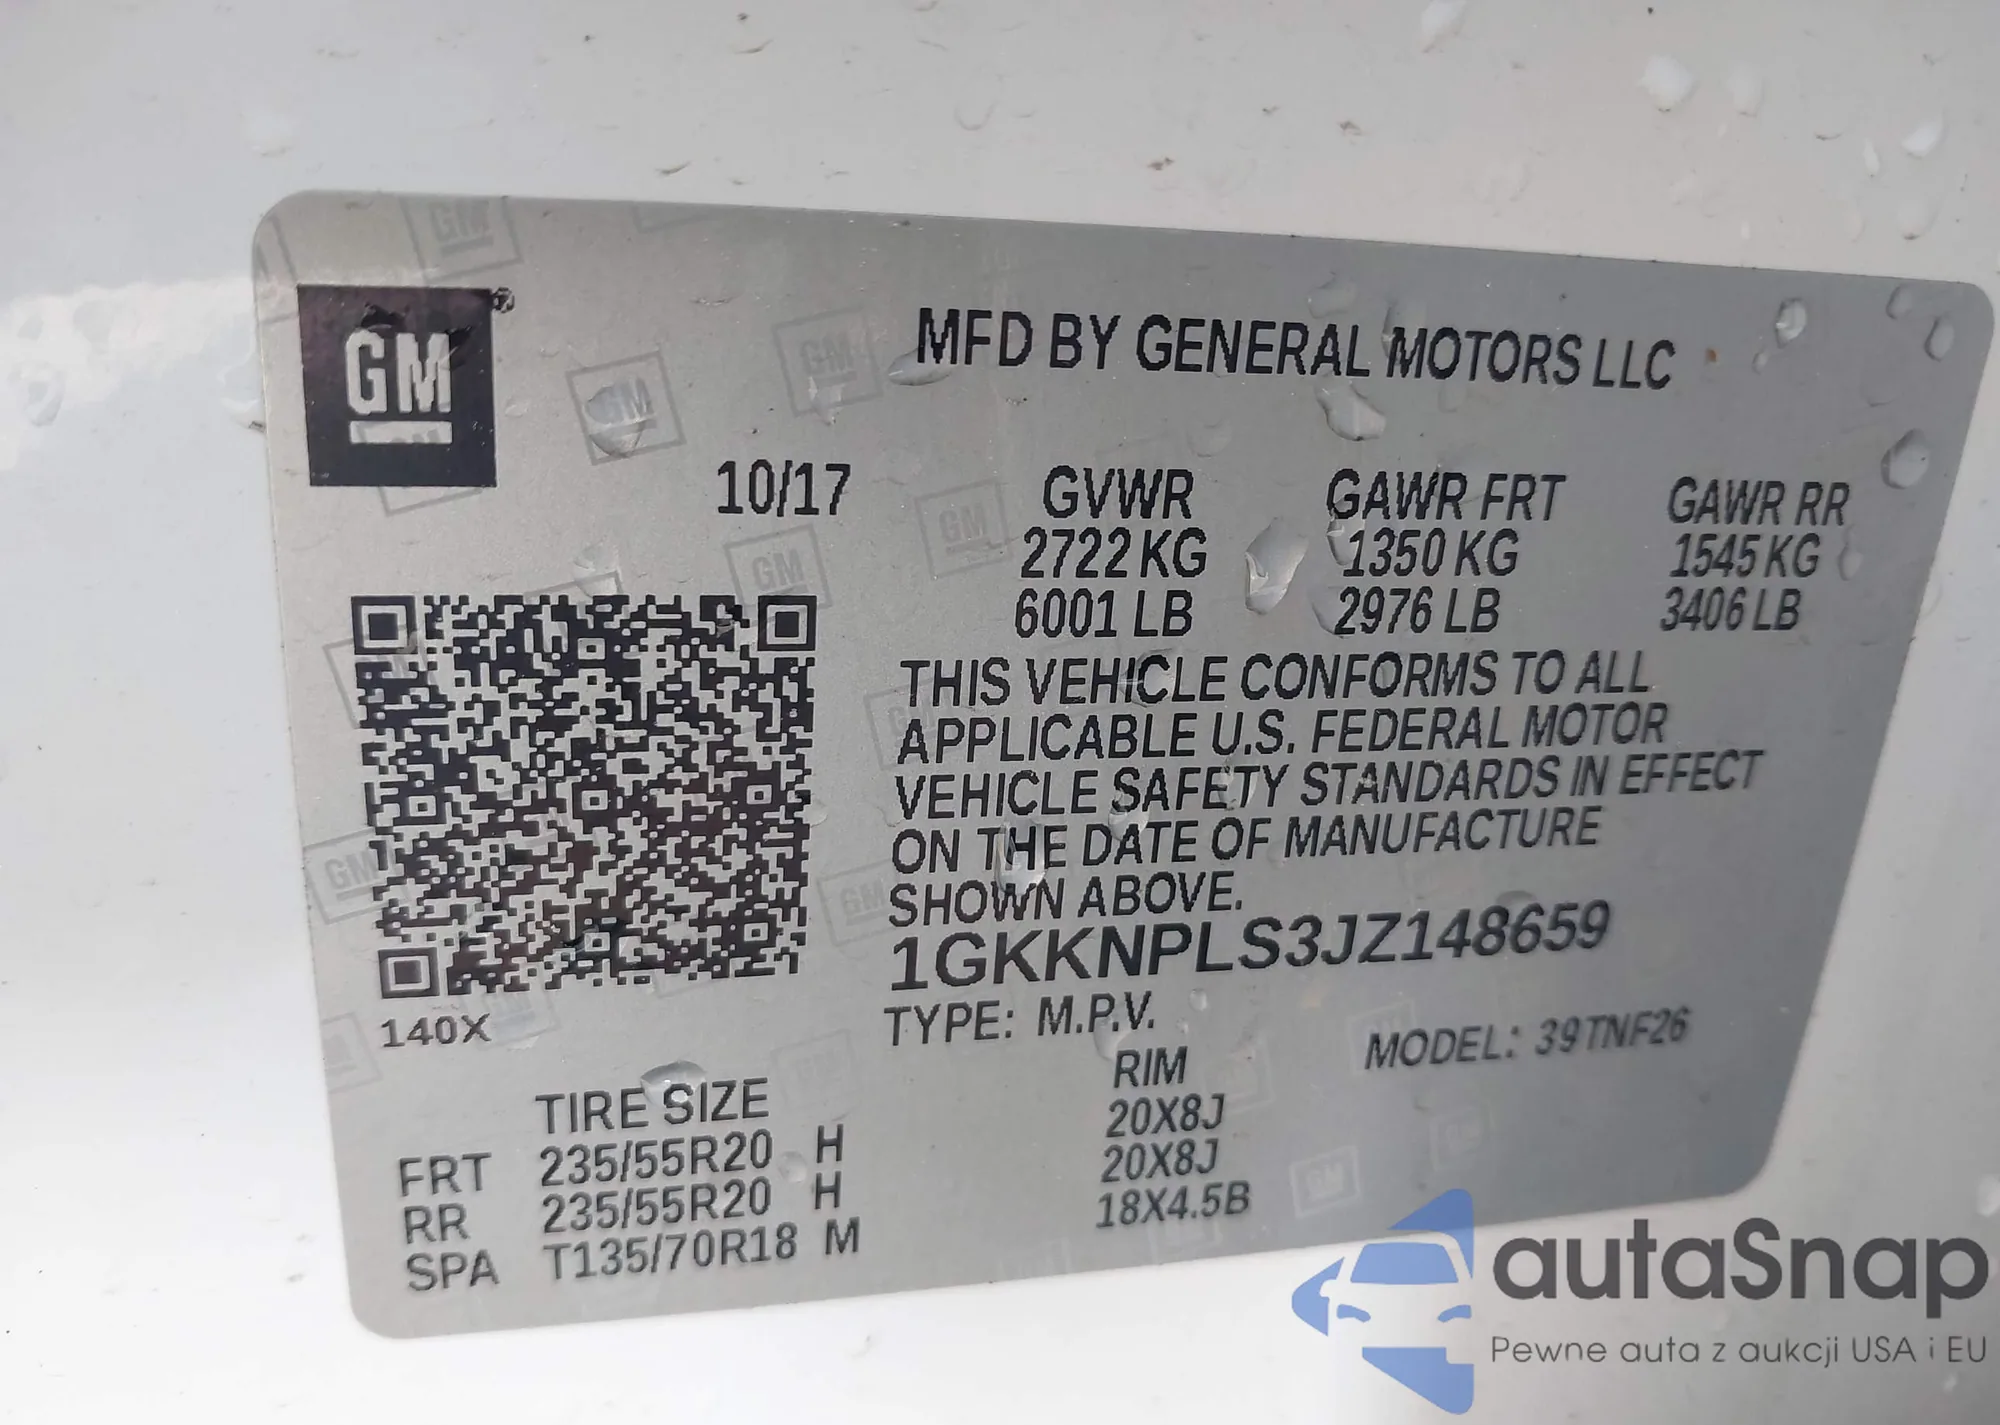 GM®
MFD BY GENERAL MOTORS LLC
10/17 GVWR GAWR FRT GAWR RR
2722 KG 1350 KG 1545 KG
6001 LB 2976 LB 3406 LB
THIS VEHICLE CONFORMS TO ALL
APPLICABLE U.S. FEDERAL MOTOR
VEHICLE SAFETY STANDARDS IN EFFECT
ON THE DATE OF MANUFACTURE
SHOWN ABOVE.
1GKKNPLS3JZ148659
TYPE: M.P.V. MODEL: 39TNF26
140X
TIRE SIZE RIM
FRT 235/55R20 H 20X8J
RR 235/55R20 H 20X8J
SPA T135/70R18 M 18X4.5B
autaSnap
Pewne auta z aukcji USA i EU